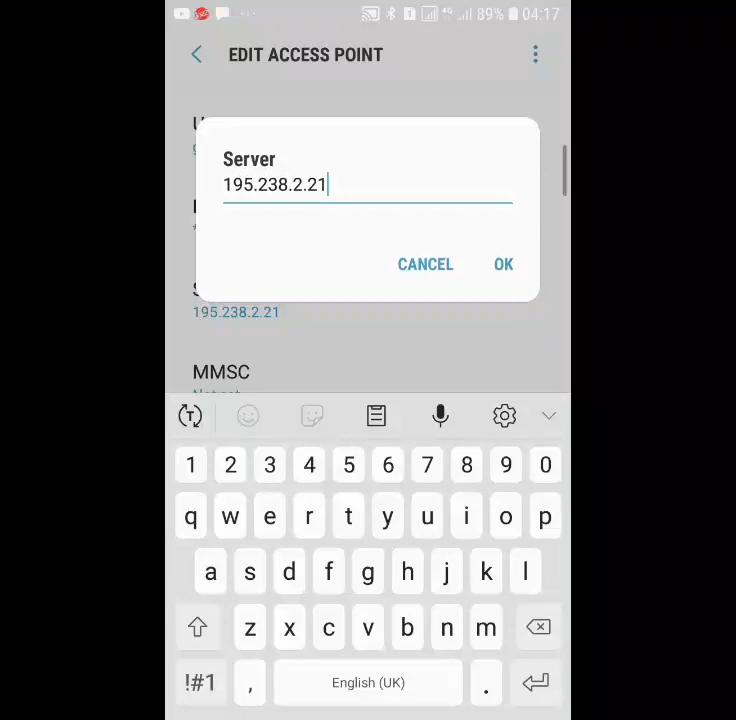 4G 89% 04:17
EDIT ACCESS POINT
Server
195.238.2.21
CANCEL OK
195.238.2.21
MMSC
1 2 3 4 5 6 7 8 9 0
q w e r t y u i o p
a s d f g h j k l
z x c v b n m
!#1 , English (UK) .